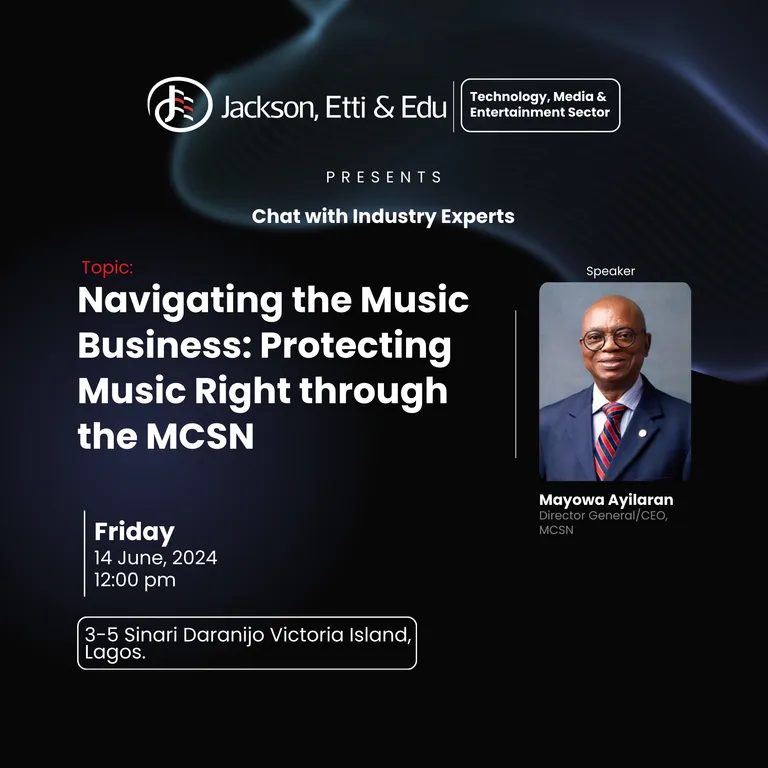 Jackson, Etti & Edu
Technology, Media &
Entertainment Sector
PRESENTS
Chat with Industry Experts
Topic:
Navigating the Music
Business: Protecting
Music Right through
the MCSN
Speaker
Mayowa Ayilaran
Director General/CEO,
MCSN
Friday
14 June, 2024
12:00 pm
3-5 Sinari Daranijo Victoria Island,
Lagos.